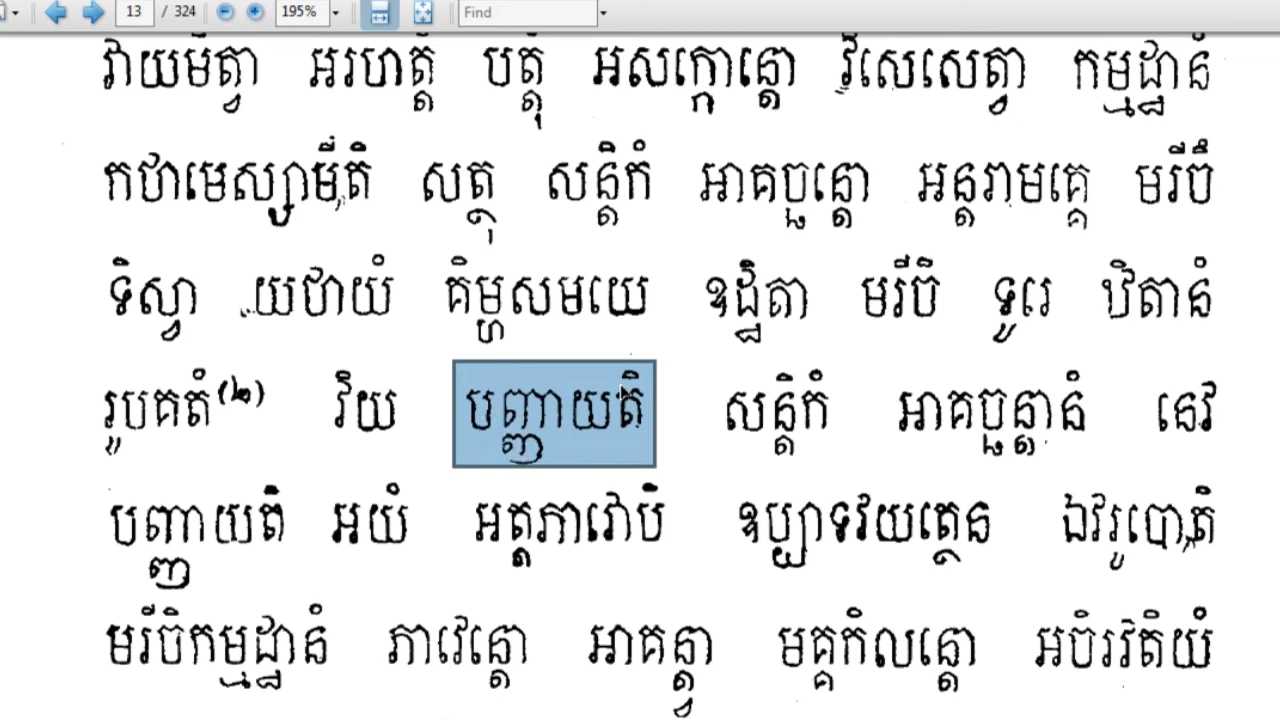 13 / 324 195% Find
វាយមិត្វា អរហត្តំ បត្តុំ អសក្កោន្តោ វិសេសេត្វា កម្មដ្ឋានំ
កថាមេស្សាមីតិ សត្ថុ សន្តិកំ អាគច្ឆន្តោ អន្តរាមគ្គេ មរីចឹ
ទិស្វា យថាយំ គិម្ហសមយេ ឧដ្ឋិតា មរីចិ ទូរេ ឋិតានំ
រូបគតំ(២) វិយ បញ្ញាយតិ សន្តិកំ អាគច្ឆន្តានំ នេវ
បញ្ញាយតិ អយំ អត្តភាវោបិ ឧប្បាទវយត្ថេន ឯវរូបោតិ
មរីចិកម្មដ្ឋានំ ភាវេន្តោ អាគន្ត្វា មគ្គកិលន្តោ អចិរវតិយំ